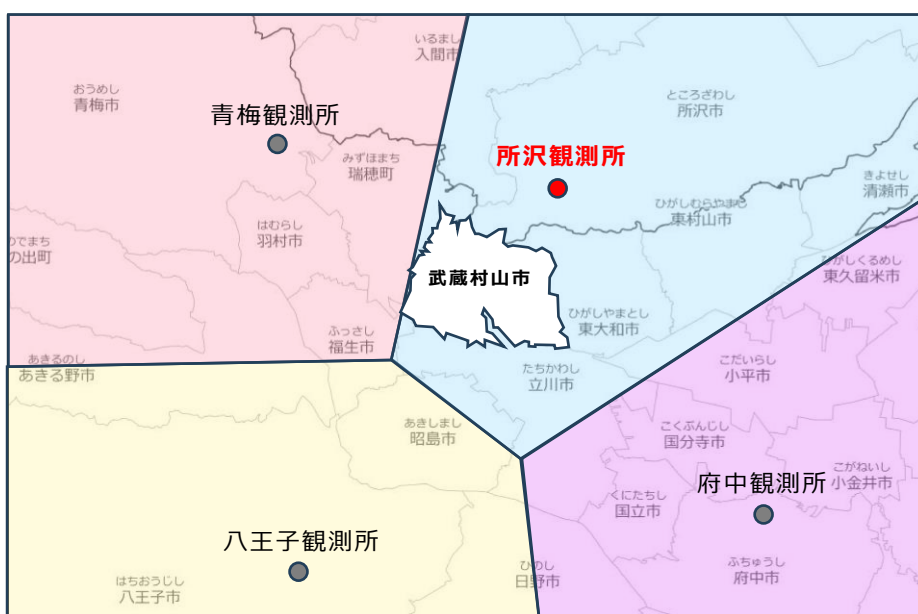 いるまし
入間市
おうめし
青梅市
青梅観測所
ところざわし
所沢市
所沢観測所
みずほまち
瑞穂町
きよせし
清瀬市
ひがしむらやまし
東村山市
はむらし
羽村市
のでまち
の出町
武蔵村山市
ひがしくるめし
東久留米市
ひがしやまとし
東大和市
ふっさし
福生市
あきるのし
あきる野市
たちかわし
立川市
こだいらし
小平市
あきしまし
昭島市
こくぶんじし
国分寺市
こがねいし
小金井市
府中観測所
くにたちし
国立市
八王子観測所
ひのし
日野市
ふちゅうし
府中市
はちおうじし
八王子市